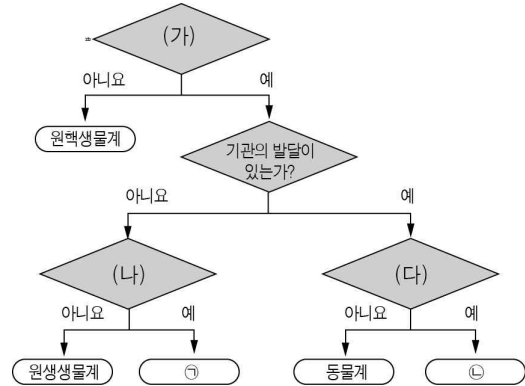 (가)
아니요
예
원핵생물계
기관의 발달이
있는가?
아니요
예
(나)
(다)
아니요
예
아니요
예
원생생물계
㉠
동물계
㉡